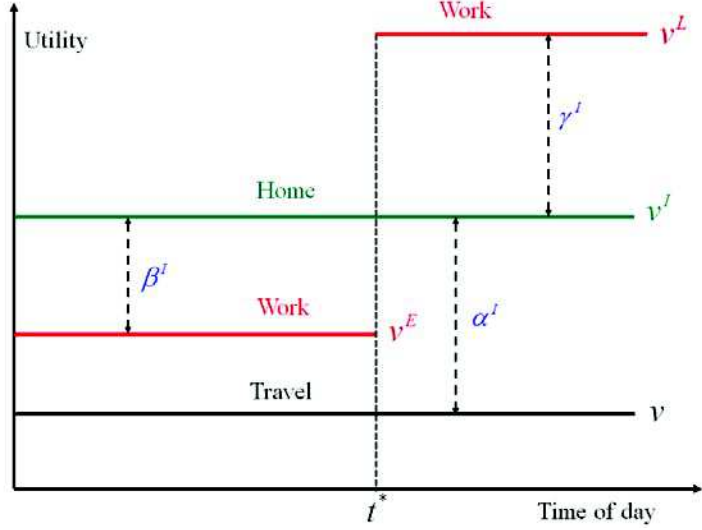 Utility
Work
v^L
γ^I
Home
v^I
β^I
Work
v^E
α^I
Travel
v
t^*
Time of day